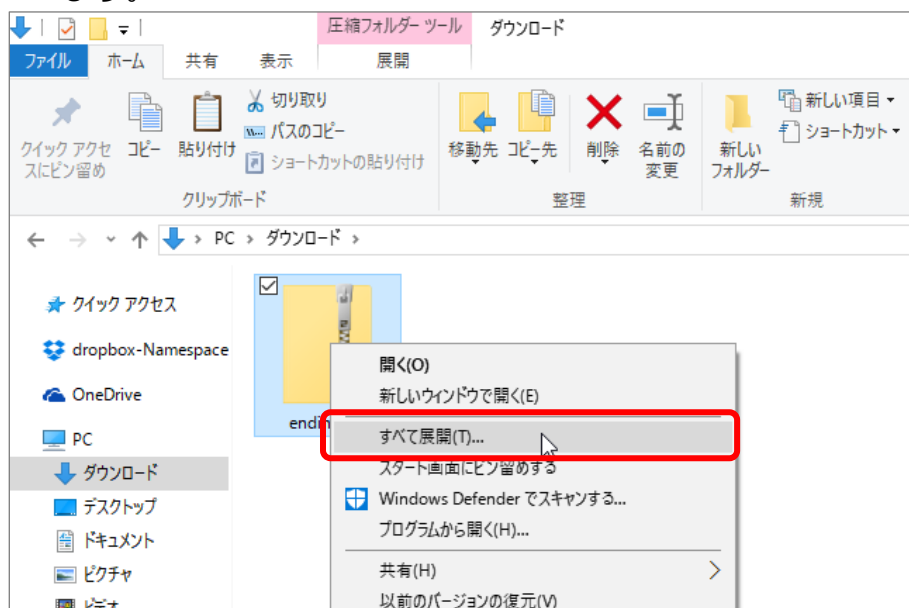 圧縮フォルダー ツール ダウンロード
ファイル ホーム 共有 表示 展開
クイック アクセスにピン留め
コピー
貼り付け
切り取り
パスのコピー
ショートカットの貼り付け
クリップボード
移動先
コピー先
削除
名前の変更
整理
新しいフォルダー
新しい項目
ショートカット
新規
PC › ダウンロード ›
クイック アクセス
dropbox-Namespace
OneDrive
PC
ダウンロード
デスクトップ
ドキュメント
ピクチャ
ビデオ
開く(O)
新しいウィンドウで開く(E)
すべて展開(T)...
スタート画面にピン留めする
Windows Defender でスキャンする...
プログラムから開く(H)...
共有(H)
以前のバージョンの復元(V)